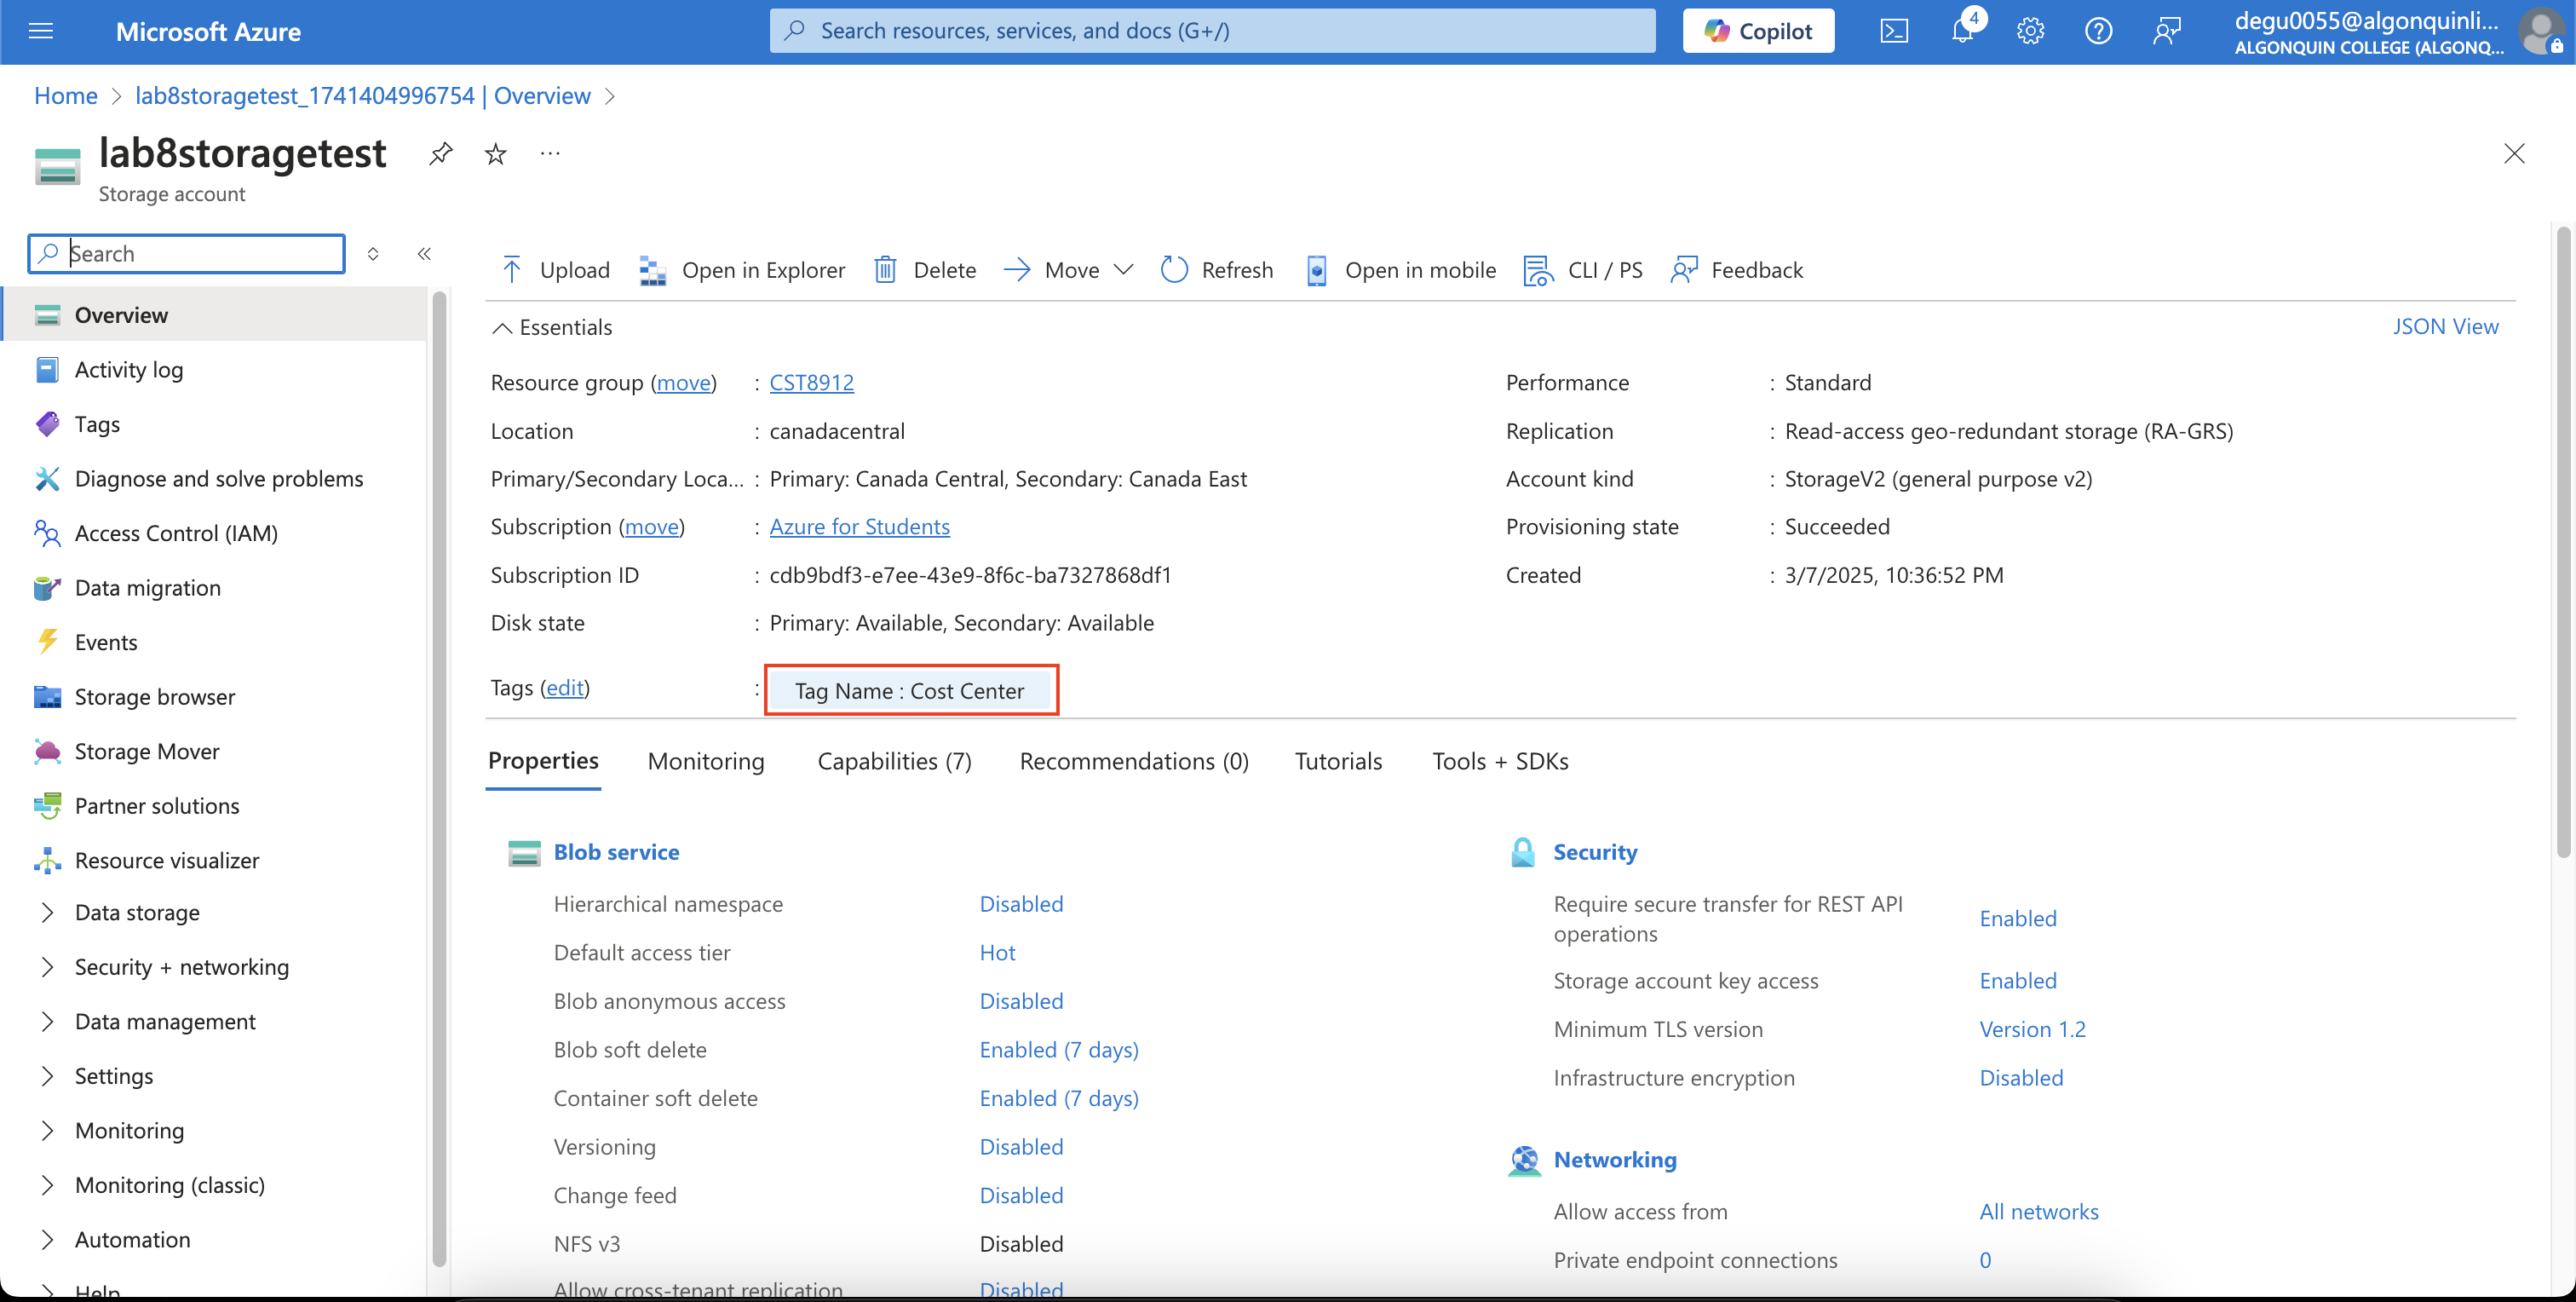 Microsoft Azure
Search resources, services, and docs (G+/)
Copilot
4
degu0055@algonquinli...
ALGONQUIN COLLEGE (ALGONQ...
Home > lab8storagetest_1741404996754 | Overview >
lab8storagetest
Storage account
Search
Overview
Activity log
Tags
Diagnose and solve problems
Access Control (IAM)
Data migration
Events
Storage browser
Storage Mover
Partner solutions
Resource visualizer
Data storage
Security + networking
Data management
Settings
Monitoring
Monitoring (classic)
Automation
Help
Upload Open in Explorer Delete Move Refresh Open in mobile CLI / PS Feedback
Essentials
JSON View
Resource group (move) : CST8912
Location : canadacentral
Primary/Secondary Loca... : Primary: Canada Central, Secondary: Canada East
Subscription (move) : Azure for Students
Subscription ID : cdb9bdf3-e7ee-43e9-8f6c-ba7327868df1
Disk state : Primary: Available, Secondary: Available
Performance : Standard
Replication : Read-access geo-redundant storage (RA-GRS)
Account kind : StorageV2 (general purpose v2)
Provisioning state : Succeeded
Created : 3/7/2025, 10:36:52 PM
Tags (edit) : Tag Name : Cost Center
Properties Monitoring Capabilities (7) Recommendations (0) Tutorials Tools + SDKs
Blob service
Hierarchical namespace Disabled
Default access tier Hot
Blob anonymous access Disabled
Blob soft delete Enabled (7 days)
Container soft delete Enabled (7 days)
Versioning Disabled
Change feed Disabled
NFS v3 Disabled
Allow cross-tenant replication Disabled
Security
Require secure transfer for REST API
operations Enabled
Storage account key access Enabled
Minimum TLS version Version 1.2
Infrastructure encryption Disabled
Networking
Allow access from All networks
Private endpoint connections 0